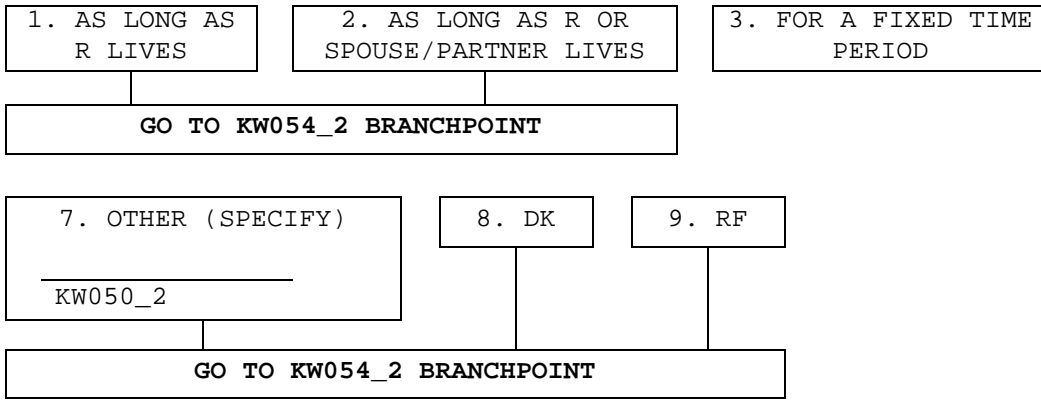 1. AS LONG AS
R LIVES
2. AS LONG AS R OR
SPOUSE/PARTNER LIVES
3. FOR A FIXED TIME
PERIOD
GO TO KW054_2 BRANCHPOINT
7. OTHER (SPECIFY)
KW050_2
8. DK
9. RF
GO TO KW054_2 BRANCHPOINT